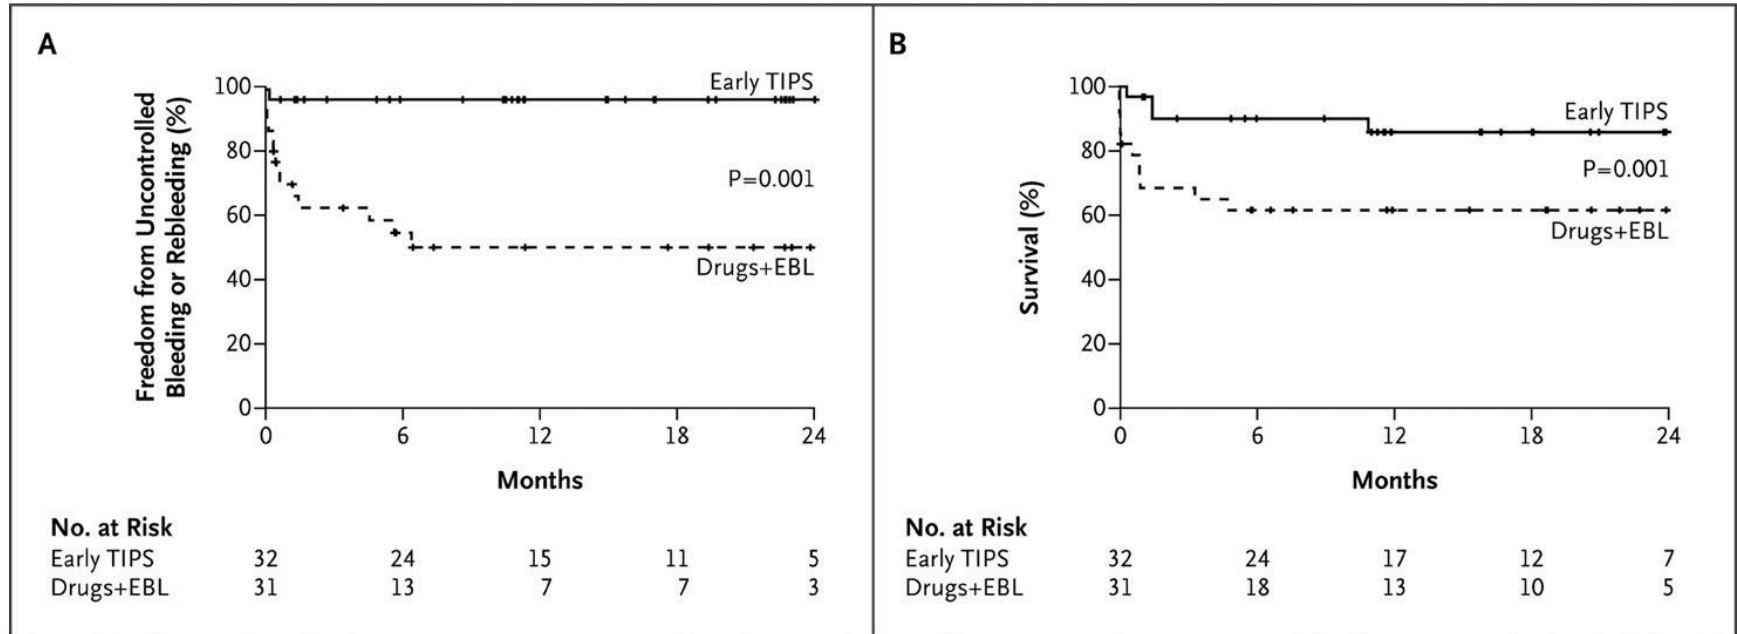 A
Freedom from Uncontrolled
Bleeding or Rebleeding (%)
100
80
60
40
20
0
Early TIPS
P=0.001
Drugs+EBL
0 6 12 18 24
Months
No. at Risk
Early TIPS 32 24 15 11 5
Drugs+EBL 31 13 7 7 3
B
Survival (%)
100
80
60
40
20
0
Early TIPS
P=0.001
Drugs+EBL
0 6 12 18 24
Months
No. at Risk
Early TIPS 32 24 17 12 7
Drugs+EBL 31 18 13 10 5